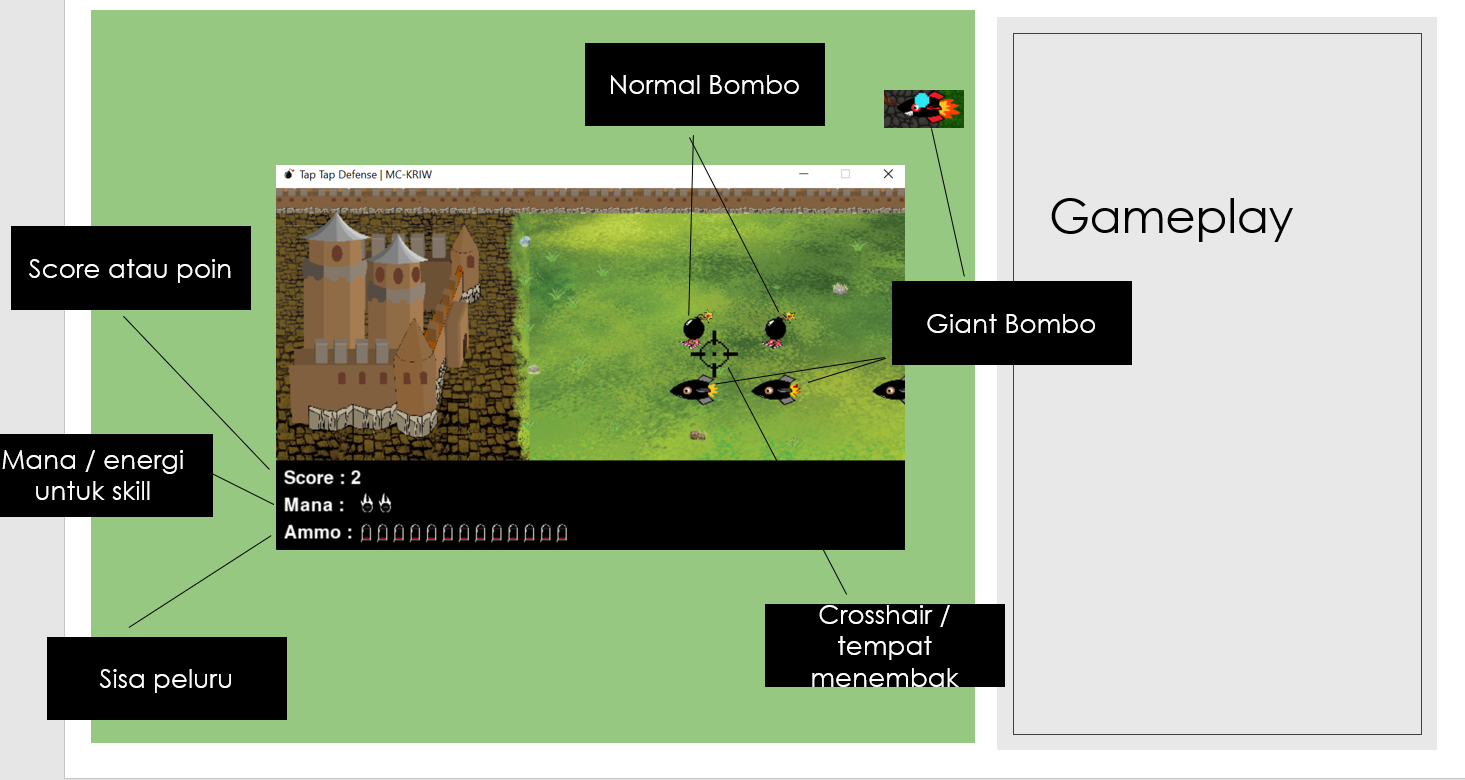 Normal Bombo
Tap Tap Defense | MC-KRIW
Gameplay
Score atau poin
Giant Bombo
Mana / energi
untuk skill
Score : 2
Mana :
Ammo :
Crosshair /
tempat
menembak
Sisa peluru